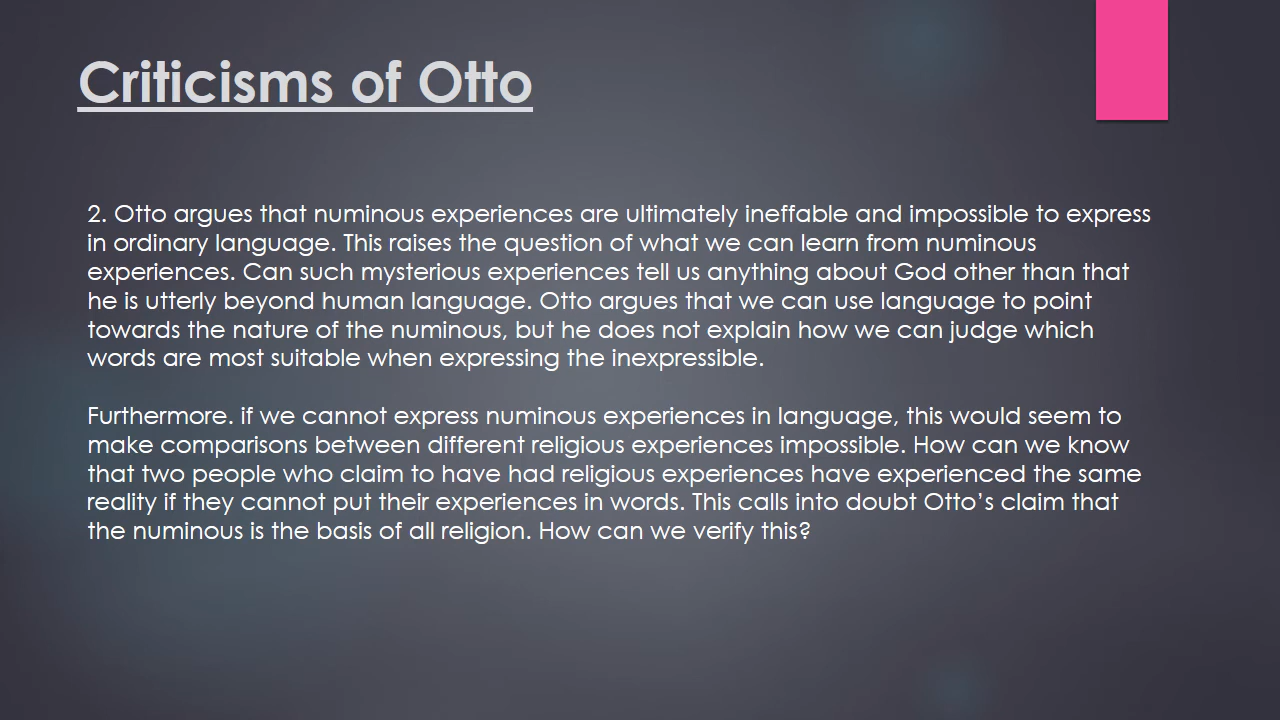 Criticisms of Otto
2. Otto argues that numinous experiences are ultimately ineffable and impossible to express
in ordinary language. This raises the question of what we can learn from numinous
experiences. Can such mysterious experiences tell us anything about God other than that
he is utterly beyond human language. Otto argues that we can use language to point
towards the nature of the numinous, but he does not explain how we can judge which
words are most suitable when expressing the inexpressible.
Furthermore. if we cannot express numinous experiences in language, this would seem to
make comparisons between different religious experiences impossible. How can we know
that two people who claim to have had religious experiences have experienced the same
reality if they cannot put their experiences in words. This calls into doubt Otto’s claim that
the numinous is the basis of all religion. How can we verify this?